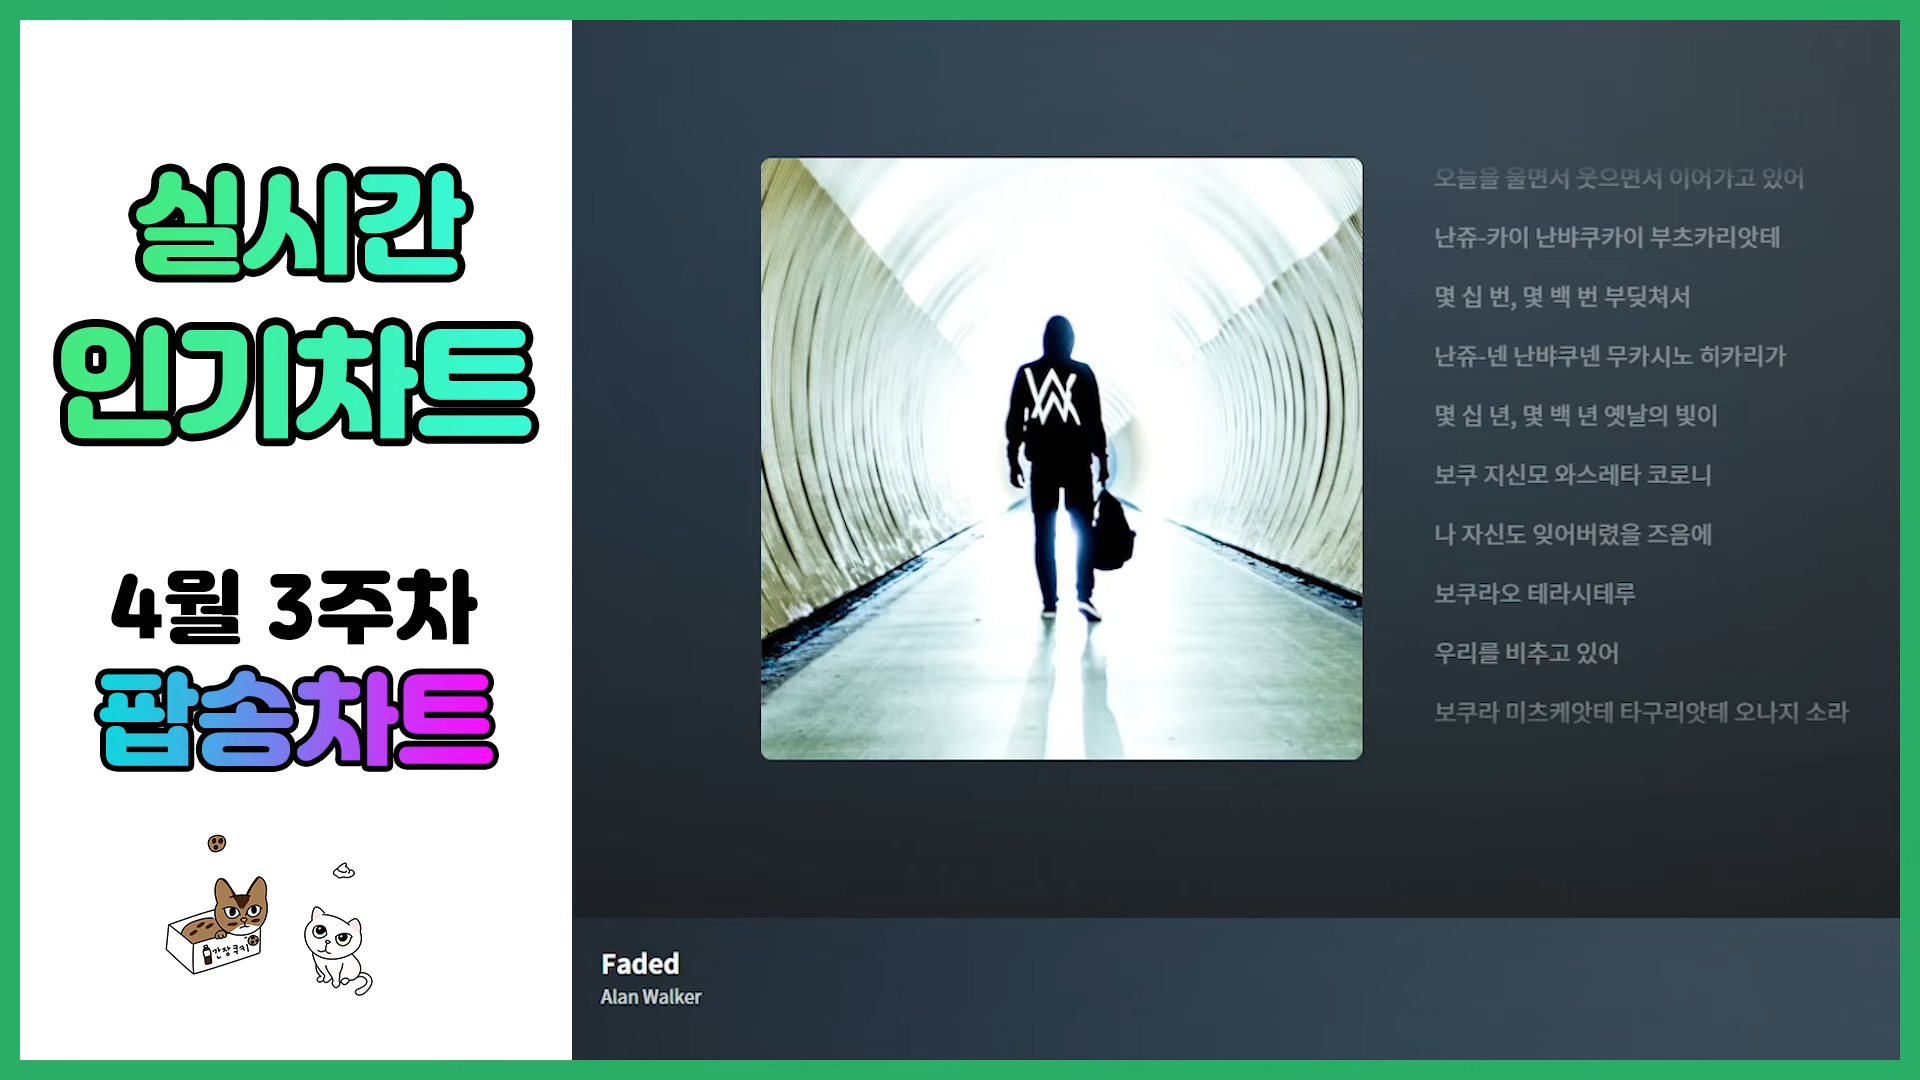 실시간
인기차트
4월 3주차
팝송차트
간장쿠키
오늘을 울면서 웃으면서 이어가고 있어
난쥬-카이 난뱌쿠카이 부츠카리앗테
몇 십 번, 몇 백 번 부딪쳐서
난쥬-넨 난뱌쿠넨 무카시노 히카리가
몇 십 년, 몇 백 년 옛날의 빛이
보쿠 지신모 와스레타 코로니
나 자신도 잊어버렸을 즈음에
보쿠라오 테라시테루
우리를 비추고 있어
보쿠라 미츠케앗테 타구리앗테 오나지 소라
Faded
Alan Walker